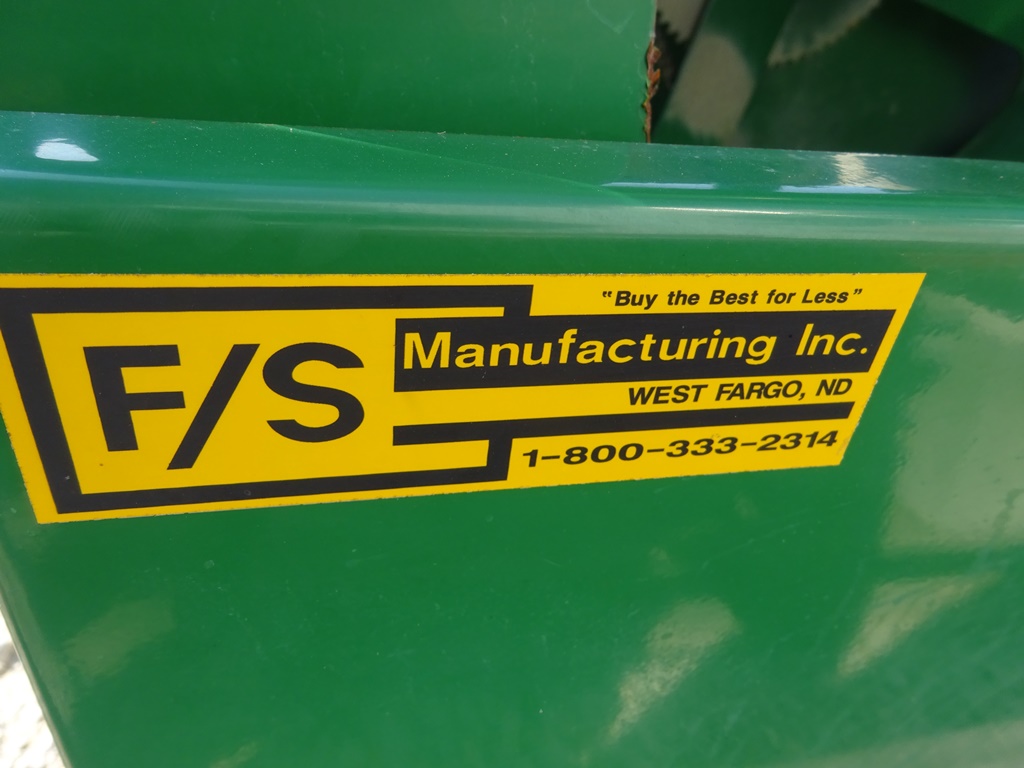 "Buy the Best for Less"
F/S
Manufacturing Inc.
WEST FARGO, ND
1-800-333-2314